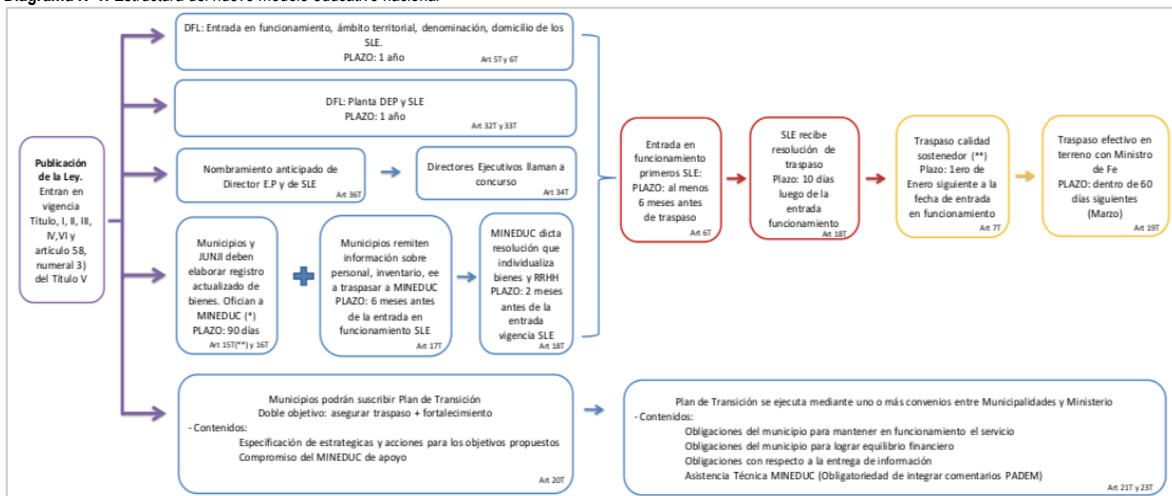 Diagrama N° 1. Estructura del nuevo modelo educativo nacional
DFL: Entrada en funcionamiento, ámbito territorial, denominación, domicilio de los
SLE.
PLAZO: 1 año
Art 5T y 6T
DFL: Planta DEP y SLE
PLAZO: 1 año
Art 32T y 33T
Publicación
de la Ley.
Entran en
vigencia
Título, I, II, III,
IV,VI y
artículo 58,
numeral 3)
del Título V
Nombramiento anticipado de
Director E.P y de SLE
Art 36T
Directores Ejecutivos llaman a
concurso
Art 34T
Municipios y
JUNJI deben
elaborar registro
actualizado de
bienes. Ofician a
MINEDUC (*)
PLAZO: 90 días
Art 15T(**) y 16T
Municipios remiten
información sobre
personal, inventario, ee
a traspasar a MINEDUC
PLAZO: 6 meses antes
de la entrada en
funcionamiento SLE
Art 17T
MINEDUC dicta
resolución que
individualiza
bienes y RRHH
PLAZO: 2 meses
antes de la
entrada
vigencia SLE
Art 18T
Entrada en
funcionamiento
primeros SLE:
PLAZO: al menos
6 meses antes
de traspaso
Art 6T
SLE recibe
resolución de
traspaso
Plazo: 10 días
luego de la
entrada
funcionamiento
Art 18T
Traspaso calidad
sostenedor (**)
Plazo: 1ero de
Enero siguiente a la
fecha de entrada
en funcionamiento
Art 7T
Traspaso efectivo en
terreno con Ministro
de Fe
PLAZO: dentro de 60
días siguientes
(Marzo)
Art 19T
Municipios podrán suscribir Plan de Transición
Doble objetivo: asegurar traspaso + fortalecimiento
- Contenidos:
Especificación de estrategicas y acciones para los objetivos propuestos
Compromiso del MINEDUC de apoyo
Art 20T
Plan de Transición se ejecuta mediante uno o más convenios entre Municipalidades y Ministerio
- Contenidos:
Obligaciones del municipio para mantener en funcionamiento el servicio
Obligaciones del municipio para lograr equilibrio financiero
Obligaciones con respecto a la entrega de información
Asistencia Técnica MINEDUC (Obligatoriedad de integrar comentarios PADEM)
Art 21T y 23T